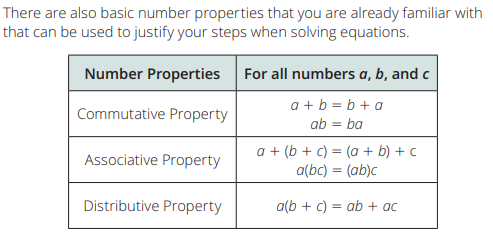 There are also basic number properties that you are already familiar with
that can be used to justify your steps when solving equations.
Number Properties For all numbers a, b, and c
Commutative Property
a + b = b + a
ab = ba
Associative Property
a + (b + c) = (a + b) + c
a(bc) = (ab)c
Distributive Property a(b + c) = ab + ac